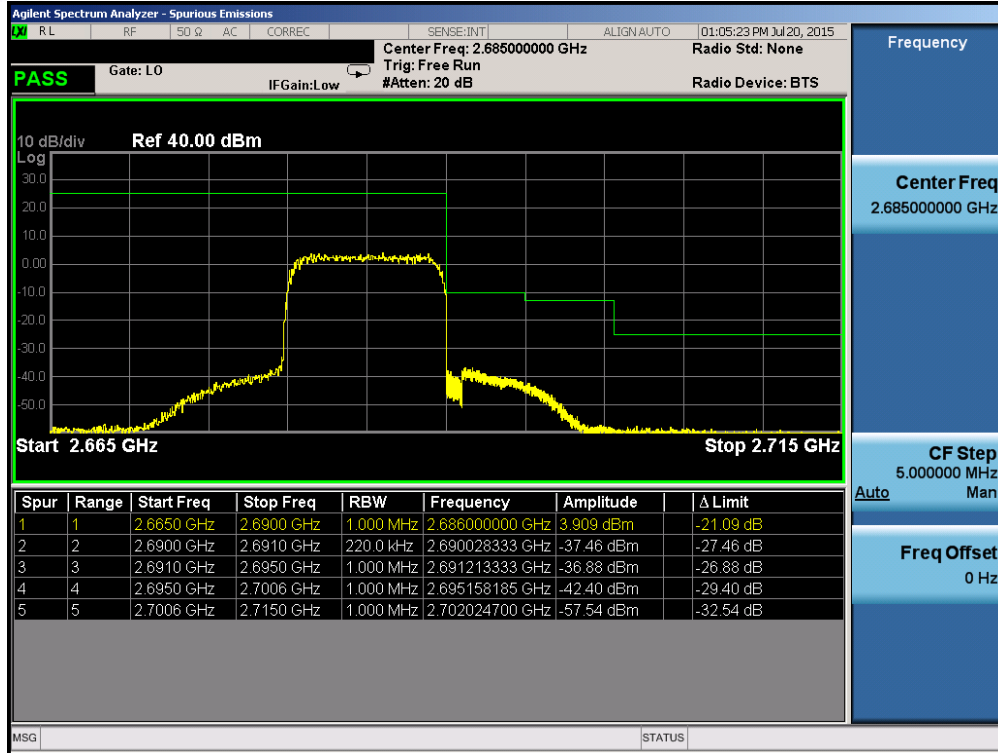 Agilent Spectrum Analyzer - Spurious Emissions
LXI RL RF 50 Ω AC CORREC SENSE:INT ALIGN AUTO 01:05:23 PM Jul 20, 2015
Center Freq: 2.685000000 GHz Radio Std: None
PASS Gate: LO IFGain:Low Trig: Free Run
#Atten: 20 dB Radio Device: BTS
10 dB/div Ref 40.00 dBm
Log
30.0
20.0
10.0
0.00
-10.0
-20.0
-30.0
-40.0
-50.0
Start 2.665 GHz Stop 2.715 GHz
Spur Range Start Freq Stop Freq RBW Frequency Amplitude Δ Limit
1 1 2.6650 GHz 2.6900 GHz 1.000 MHz 2.686000000 GHz 3.909 dBm -21.09 dB
2 2 2.6900 GHz 2.6910 GHz 220.0 kHz 2.690028333 GHz -37.46 dBm -27.46 dB
3 3 2.6910 GHz 2.6950 GHz 1.000 MHz 2.691213333 GHz -36.88 dBm -26.88 dB
4 4 2.6950 GHz 2.7006 GHz 1.000 MHz 2.695158185 GHz -42.40 dBm -29.40 dB
5 5 2.7006 GHz 2.7150 GHz 1.000 MHz 2.702024700 GHz -57.54 dBm -32.54 dB
MSG STATUS
Frequency
Center Freq
2.685000000 GHz
CF Step
5.000000 MHz
Auto Man
Freq Offset
0 Hz